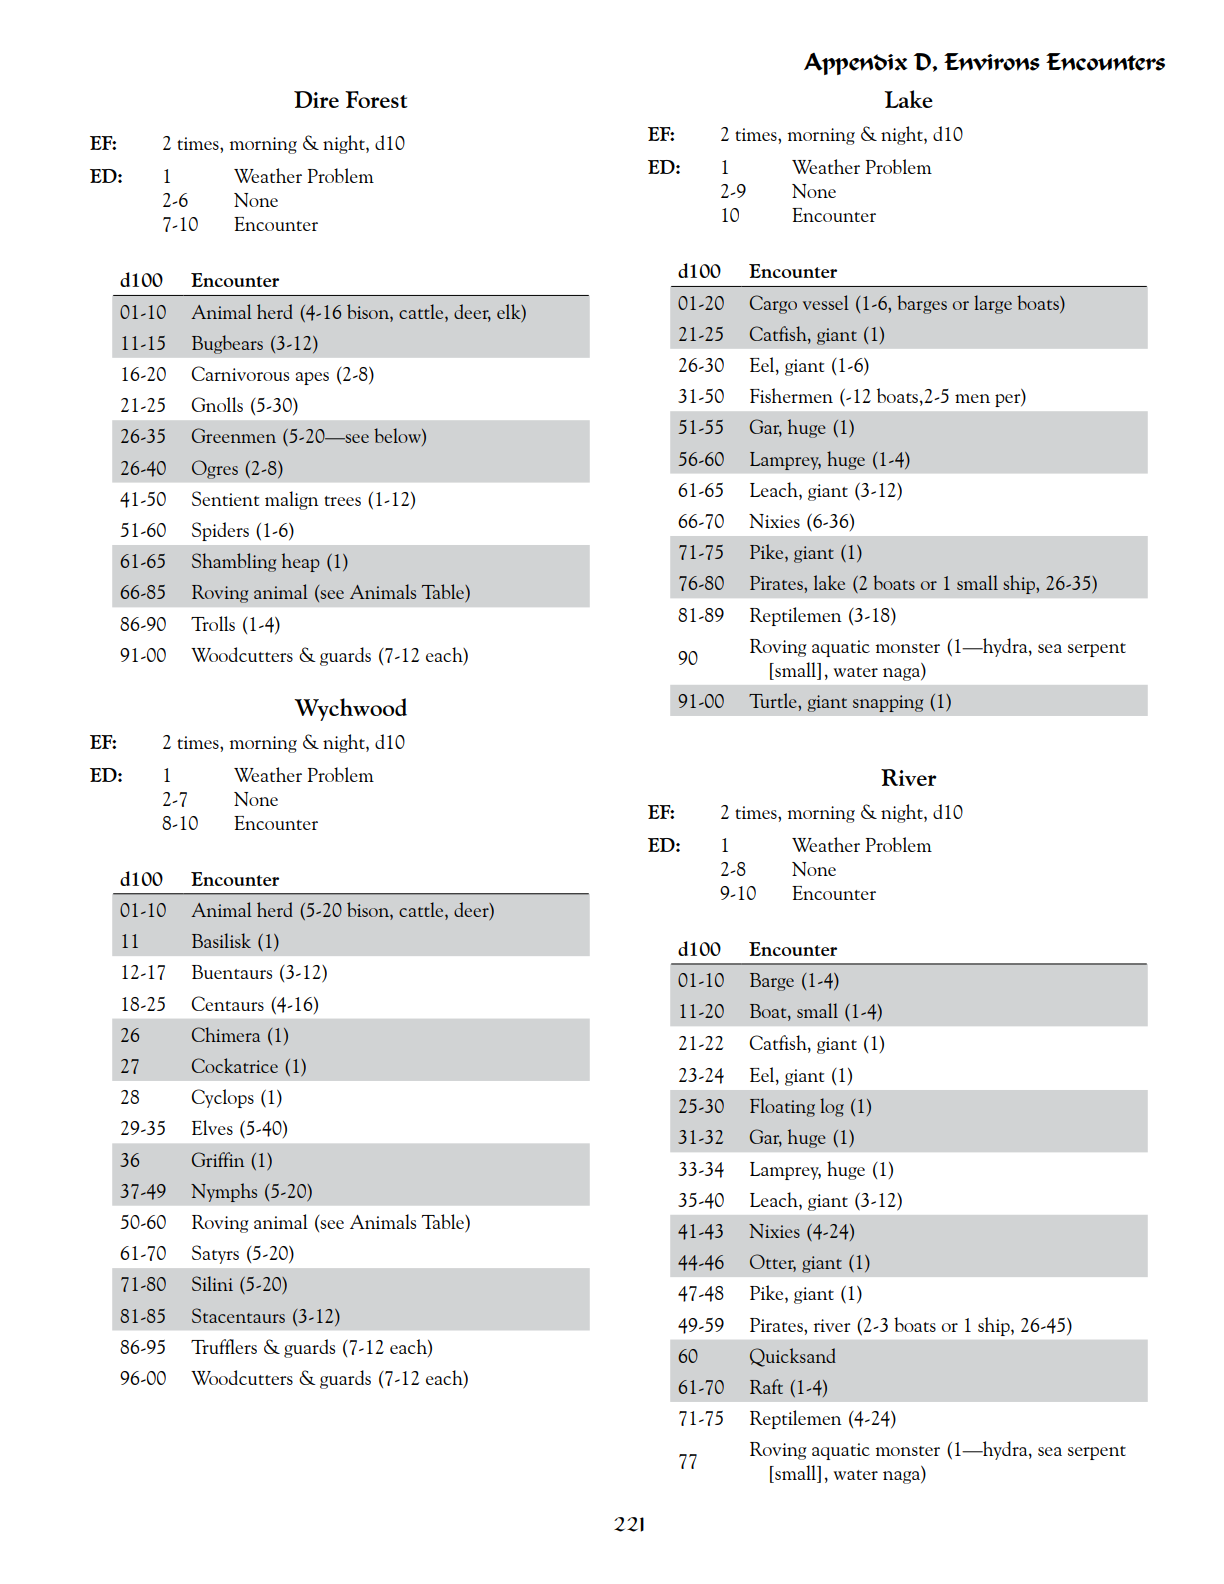 Appendix D, Environs Encounters
Dire Forest
EF: 2 times, morning & night, d10
ED: 1 Weather Problem
2-6 None
7-10 Encounter
d100 Encounter
01-10 Animal herd (4-16 bison, cattle, deer, elk)
11-15 Bugbears (3-12)
16-20 Carnivorous apes (2-8)
21-25 Gnolls (5-30)
26-35 Greenmen (5-20—see below)
26-40 Ogres (2-8)
41-50 Sentient malign trees (1-12)
51-60 Spiders (1-6)
61-65 Shambling heap (1)
66-85 Roving animal (see Animals Table)
86-90 Trolls (1-4)
91-00 Woodcutters & guards (7-12 each)
Wychwood
EF: 2 times, morning & night, d10
ED: 1 Weather Problem
2-7 None
8-10 Encounter
d100 Encounter
01-10 Animal herd (5-20 bison, cattle, deer)
11 Basilisk (1)
12-17 Buentaurs (3-12)
18-25 Centaurs (4-16)
26 Chimera (1)
27 Cockatrice (1)
28 Cyclops (1)
29-35 Elves (5-40)
36 Griffin (1)
37-49 Nymphs (5-20)
50-60 Roving animal (see Animals Table)
61-70 Satyrs (5-20)
71-80 Silini (5-20)
81-85 Stacentaurs (3-12)
86-95 Trufflers & guards (7-12 each)
96-00 Woodcutters & guards (7-12 each)
Lake
EF: 2 times, morning & night, d10
ED: 1 Weather Problem
2-9 None
10 Encounter
d100 Encounter
01-20 Cargo vessel (1-6, barges or large boats)
21-25 Catfish, giant (1)
26-30 Eel, giant (1-6)
31-50 Fishermen (-12 boats,2-5 men per)
51-55 Gar, huge (1)
56-60 Lamprey, huge (1-4)
61-65 Leach, giant (3-12)
66-70 Nixies (6-36)
71-75 Pike, giant (1)
76-80 Pirates, lake (2 boats or 1 small ship, 26-35)
81-89 Reptilemen (3-18)
90 Roving aquatic monster (1—hydra, sea serpent
[small], water naga)
91-00 Turtle, giant snapping (1)
River
EF: 2 times, morning & night, d10
ED: 1 Weather Problem
2-8 None
9-10 Encounter
d100 Encounter
01-10 Barge (1-4)
11-20 Boat, small (1-4)
21-22 Catfish, giant (1)
23-24 Eel, giant (1)
25-30 Floating log (1)
31-32 Gar, huge (1)
33-34 Lamprey, huge (1)
35-40 Leach, giant (3-12)
41-43 Nixies (4-24)
44-46 Otter, giant (1)
47-48 Pike, giant (1)
49-59 Pirates, river (2-3 boats or 1 ship, 26-45)
60 Quicksand
61-70 Raft (1-4)
71-75 Reptilemen (4-24)
77 Roving aquatic monster (1—hydra, sea serpent
[small], water naga)
221